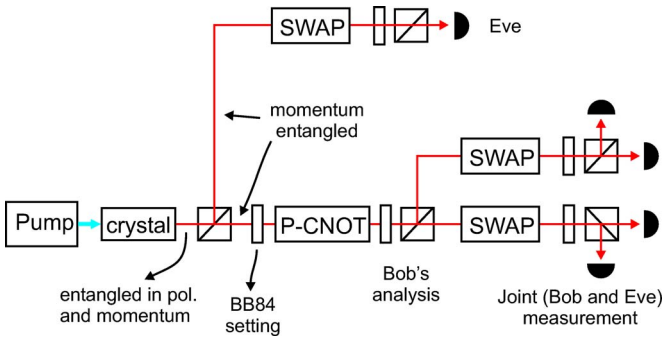 SWAP
Eve
momentum
entangled
SWAP
Pump
crystal
P-CNOT
SWAP
entangled in pol.
and momentum
BB84
setting
Bob's
analysis
Joint (Bob and Eve)
measurement